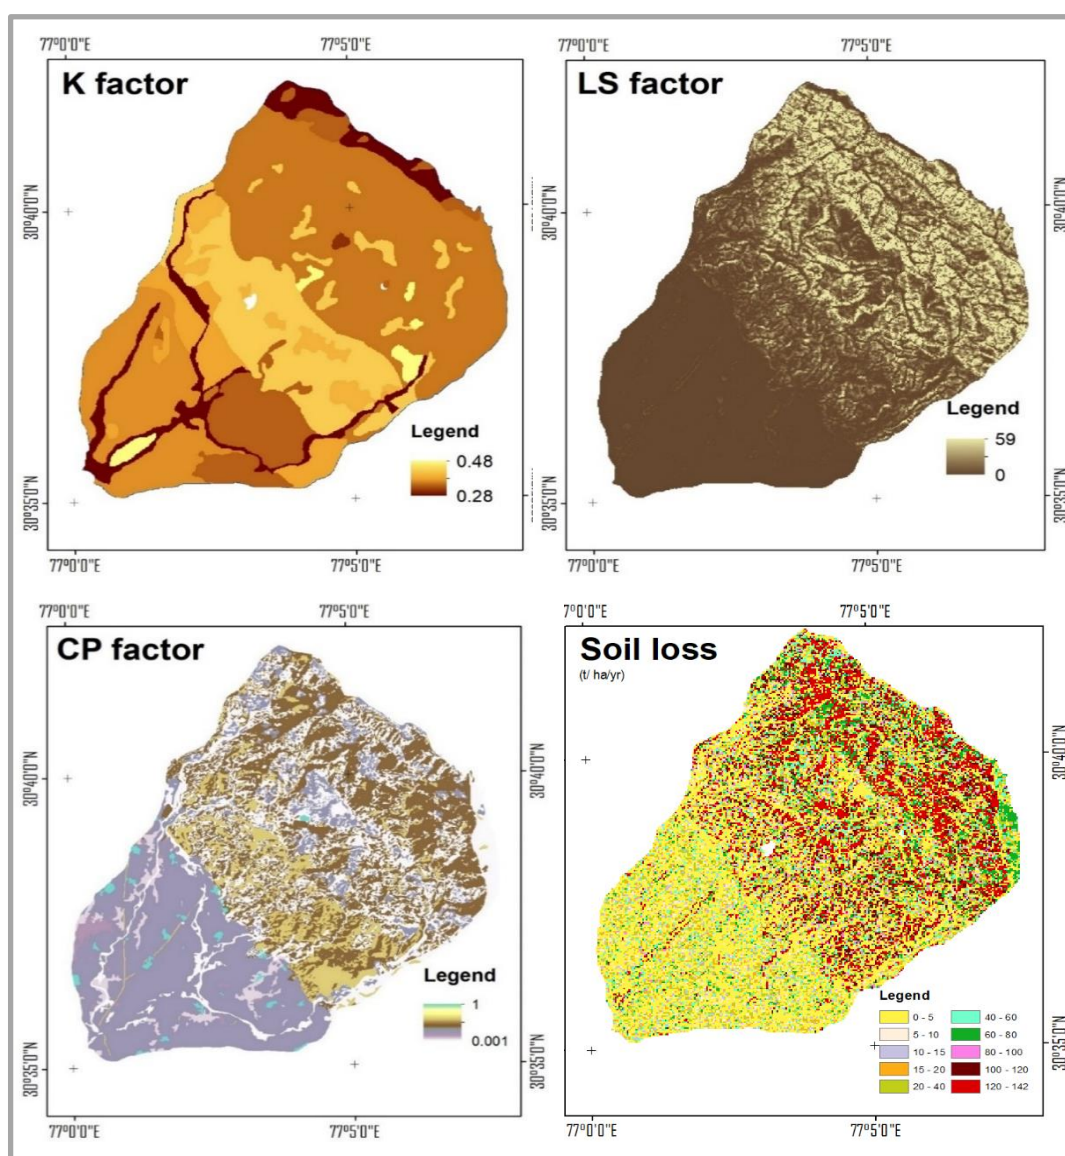 77°0'0"E 77°5'0"E
K factor
30°40'0"N
30°35'0"N
Legend
0.48
0.28
77°0'0"E 77°5'0"E
77°0'0"E 77°5'0"E
LS factor
30°40'0"N
30°35'0"N
Legend
59
0
77°0'0"E 77°5'0"E
77°0'0"E 77°5'0"E
CP factor
30°40'0"N
30°40'0"N
30°35'0"N
30°35'0"N
Legend
1
0.001
77°0'0"E 77°5'0"E
7°0'0"E 77°5'0"E
Soil loss
(t/ ha/yr)
30°40'0"N
30°35'0"N
Legend
0 - 5
5 - 10
10 - 15
15 - 20
20 - 40
40 - 60
60 - 80
80 - 100
100 - 120
120 - 142
77°0'0"E 77°5'0"E